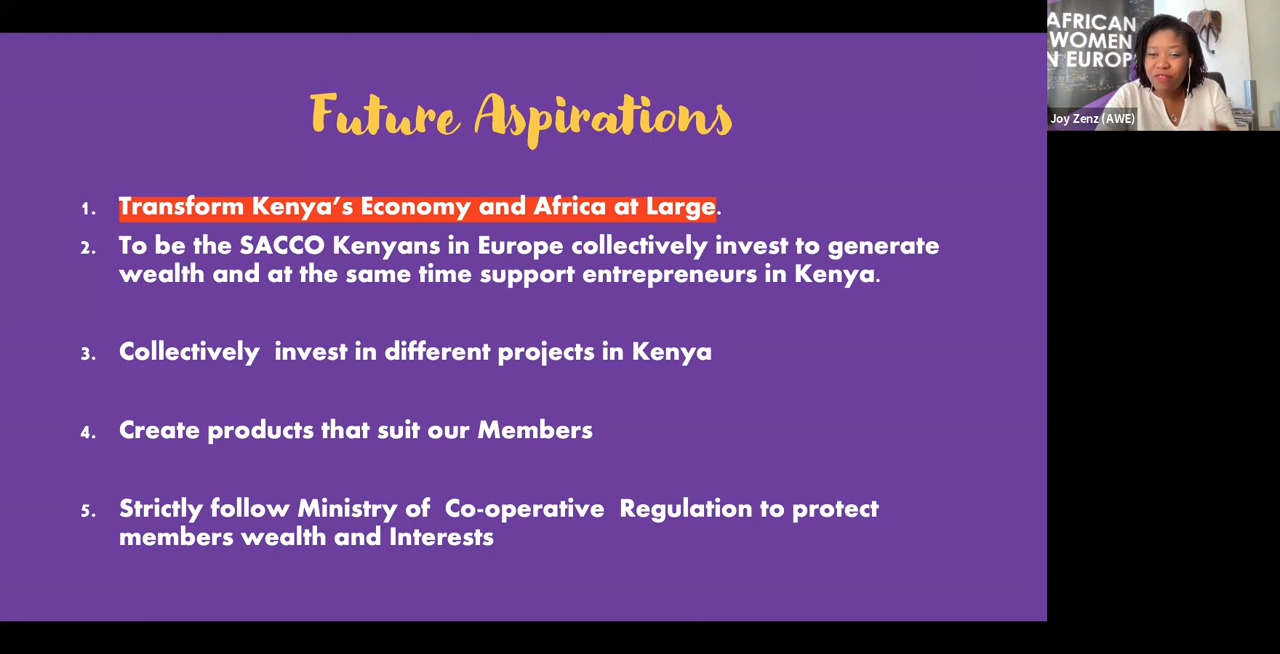 Future Aspirations
1. Transform Kenya's Economy and Africa at Large.
2. To be the SACCO Kenyans in Europe collectively invest to generate
wealth and at the same time support entrepreneurs in Kenya.
3. Collectively invest in different projects in Kenya
4. Create products that suit our Members
5. Strictly follow Ministry of Co-operative Regulation to protect
members wealth and Interests
AFRICAN
WOMEN
N EUROP
Joy Zenz (AWE)